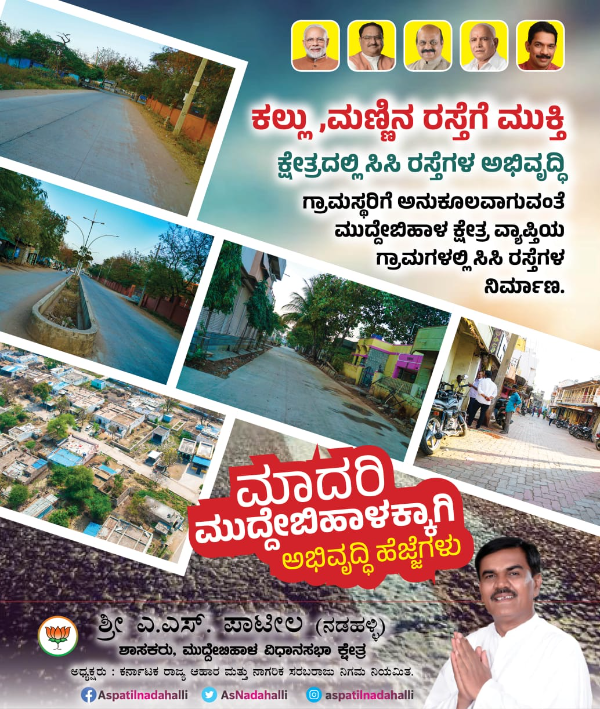 ಕಲ್ಲು ,ಮಣ್ಣಿನ ರಸ್ತೆಗೆ ಮುಕ್ತಿ
ಕ್ಷೇತ್ರದಲ್ಲಿ ಸಿಸಿ ರಸ್ತೆಗಳ ಅಭಿವೃದ್ಧಿ
ಗ್ರಾಮಸ್ಥರಿಗೆ ಅನುಕೂಲವಾಗುವಂತೆ
ಮುದ್ದೇಬಿಹಾಳ ಕ್ಷೇತ್ರ ವ್ಯಾಪ್ತಿಯ
ಗ್ರಾಮಗಳಲ್ಲಿ ಸಿಸಿ ರಸ್ತೆಗಳ
ನಿರ್ಮಾಣ.
ಮಾದರಿ
ಮುದ್ದೇಬಿಹಾಳಕ್ಕಾಗಿ
ಅಭಿವೃದ್ಧಿ ಹೆಜ್ಜೆಗಳು
ಶ್ರೀ ಎ.ಎಸ್. ಪಾಟೀಲ (ನಡಹಳ್ಳಿ)
ಶಾಸಕರು, ಮುದ್ದೇಬಿಹಾಳ ವಿಧಾನಸಭಾ ಕ್ಷೇತ್ರ
ಅಧ್ಯಕ್ಷರು : ಕರ್ನಾಟಕ ರಾಜ್ಯ ಆಹಾರ ಮತ್ತು ನಾಗರಿಕ ಸರಬರಾಜು ನಿಗಮ ನಿಯಮಿತ.
Aspatilnadahalli AsNadahalli aspatilnadahalli